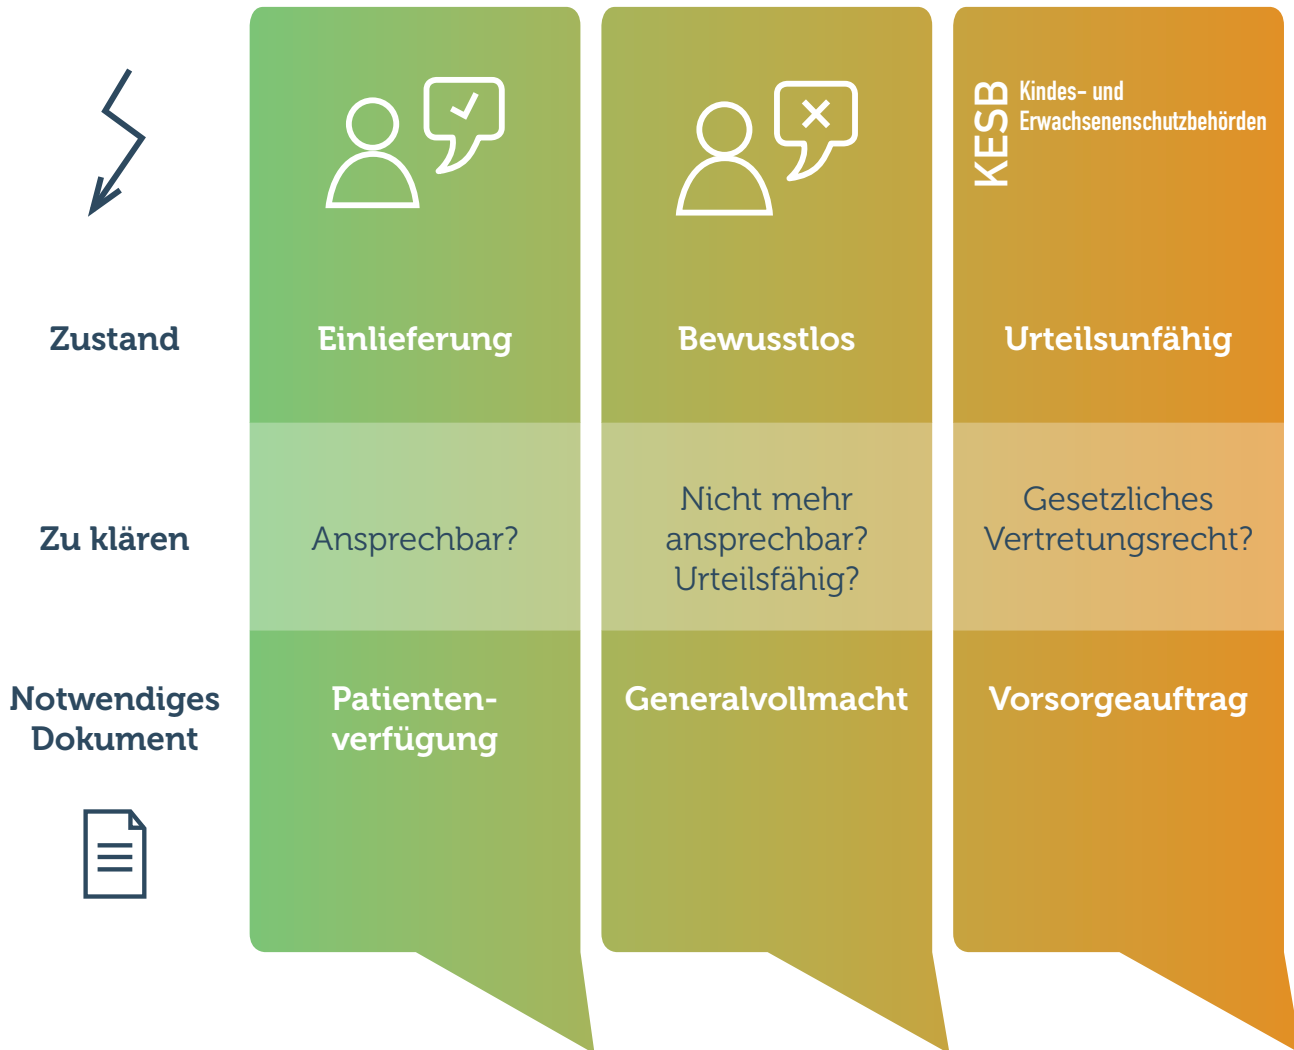 KESB
Kindes- und
Erwachsenenschutzbehörden
Zustand
Einlieferung
Bewusstlos
Urteilsunfähig
Zu klären
Ansprechbar?
Nicht mehr
ansprechbar?
Urteilsfähig?
Gesetzliches
Vertretungsrecht?
Notwendiges
Dokument
Patienten-
verfügung
Generalvollmacht
Vorsorgeauftrag